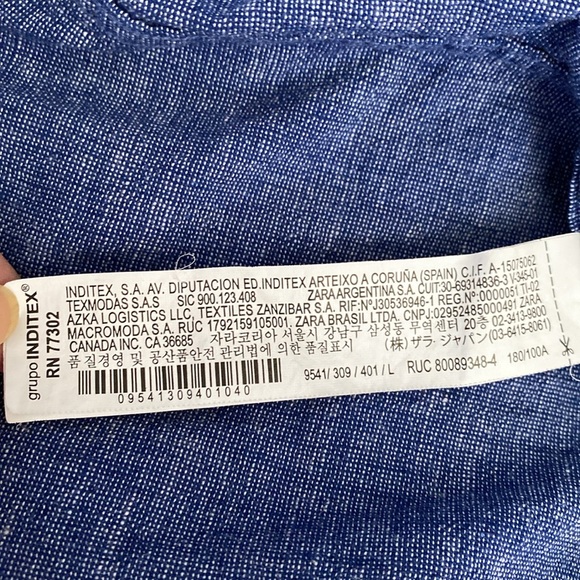 grupo INDITEX®
RN 77302
INDITEX, S.A. AV. DIPUTACION ED.INDITEX ARTEIXO A CORUÑA (SPAIN) C.I.F. A-15075062
TEXMODAS S.A.S SIC 900.123.408 ZARA ARGENTINA S.A. CUIT:30-69314836-3 V-345-01
AZKA LOGISTICS LLC, TEXTILES ZANZIBAR S.A. RIF:NºJ30536946-1 REG.Nº:0000051 TI-02
MACROMODA S.A. RUC 1792159105001. ZARA BRASIL LTDA. CNPJ:02952485000491 ZARA
CANADA INC. CA 36685 자라코리아 서울시 강남구 삼성동 무역센터 20층 02-3413-9800
품질경영 및 공산품안전 관리법에 의한 품질표시 (株) ザラ・ジャパン(03-6415-8061)
9541/ 309 / 401 / L RUC 80089348-4 180/100A
09541309401040